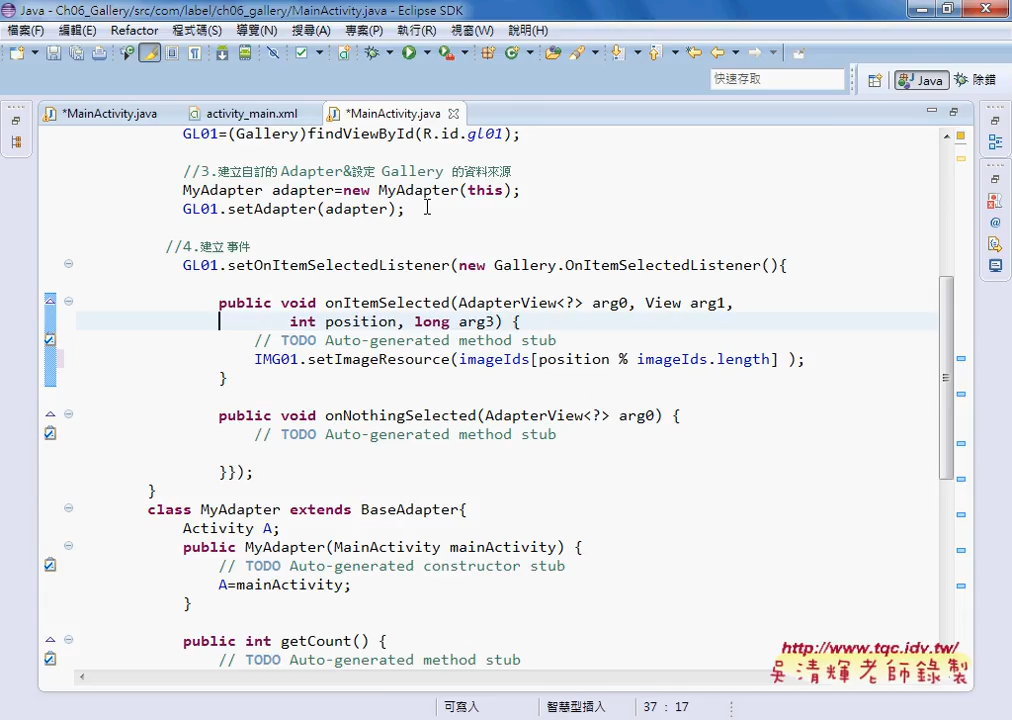 Java - Ch06_Gallery/src/com/label/ch06_gallery/MainActivity.java - Eclipse SDK
檔案(F) 編輯(E) Refactor 程式碼(S) 導覽(N) 搜尋(A) 專案(P) 執行(R) 視窗(W) 說明(H)
快速存取 Java 除錯
*MainActivity.java activity_main.xml *MainActivity.java
GL01=(Gallery)findViewById(R.id.gl01);
//3.建立自訂的 Adapter&設定 Gallery 的資料來源
MyAdapter adapter=new MyAdapter(this);
GL01.setAdapter(adapter);
//4.建立 事件
GL01.setOnItemSelectedListener(new Gallery.OnItemSelectedListener(){
public void onItemSelected(AdapterView<?> arg0, View arg1,
int position, long arg3) {
// TODO Auto-generated method stub
IMG01.setImageResource(imageIds[position % imageIds.length] );
}
public void onNothingSelected(AdapterView<?> arg0) {
// TODO Auto-generated method stub
}});
}
class MyAdapter extends BaseAdapter{
Activity A;
public MyAdapter(MainActivity mainActivity) {
// TODO Auto-generated constructor stub
A=mainActivity;
}
public int getCount() {
// TODO Auto-generated method stub
http://www.tqc.idv.tw/
吳清輝老師錄製
可寫入 智慧型插入 37 : 17